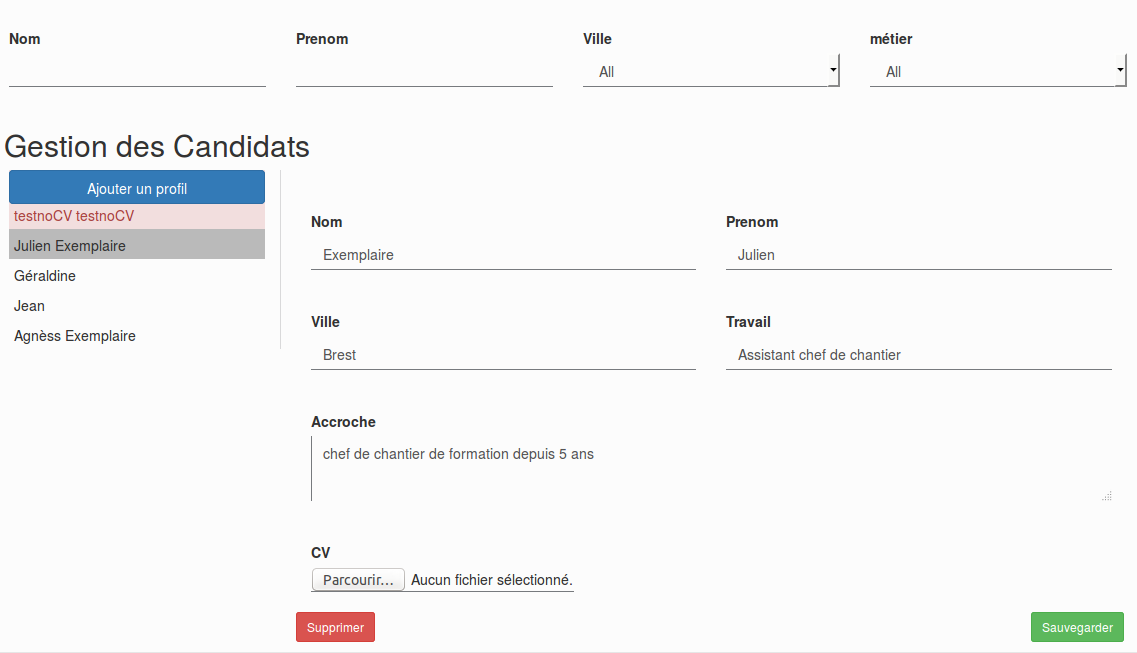 Nom Prenom Ville métier
All All
Gestion des Candidats
Ajouter un profil
testnoCV testnoCV
Julien Exemplaire
Géraldine
Jean
Agnèss Exemplaire
Nom Prenom
Exemplaire Julien
Ville Travail
Brest Assistant chef de chantier
Accroche
chef de chantier de formation depuis 5 ans
CV
Parcourir... Aucun fichier sélectionné.
Supprimer Sauvegarder